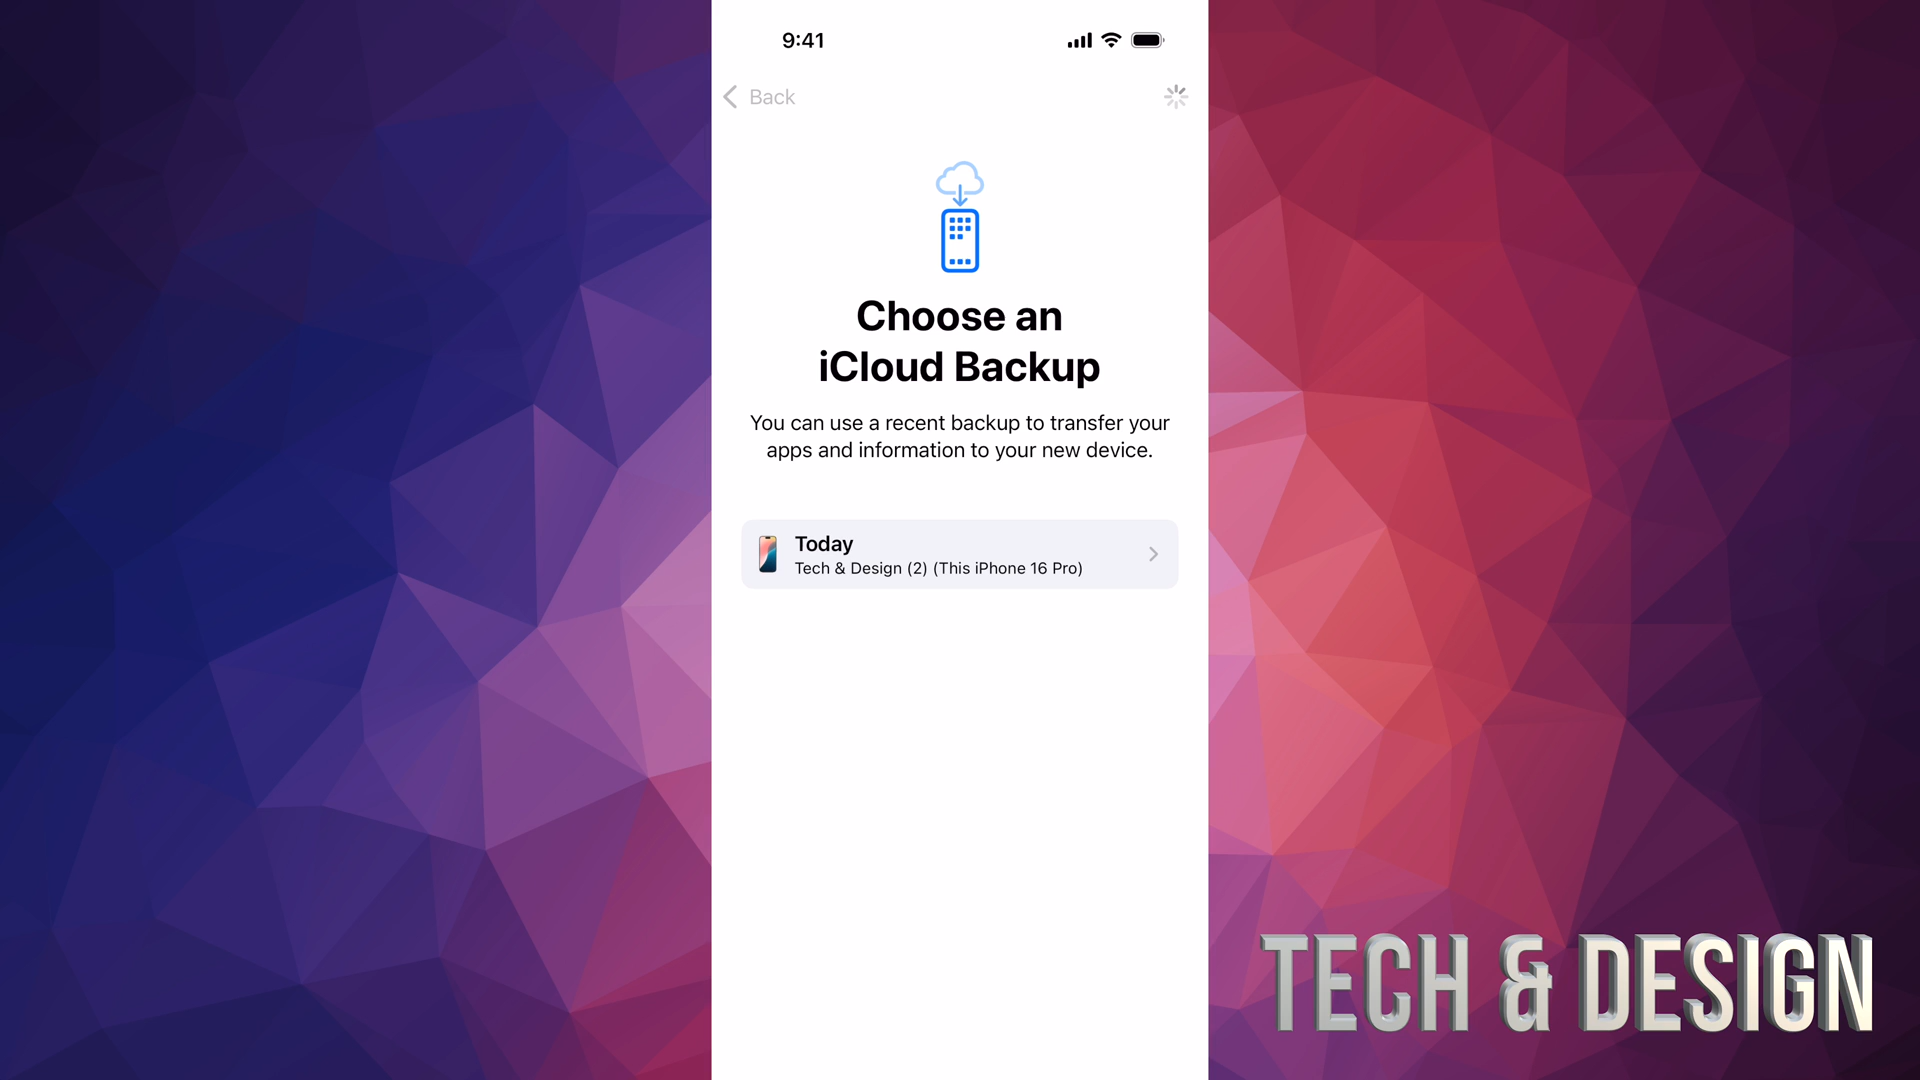 9:41
Back
Choose an
iCloud Backup
You can use a recent backup to transfer your
apps and information to your new device.
Today
Tech & Design (2) (This iPhone 16 Pro)
TECH & DESIGN